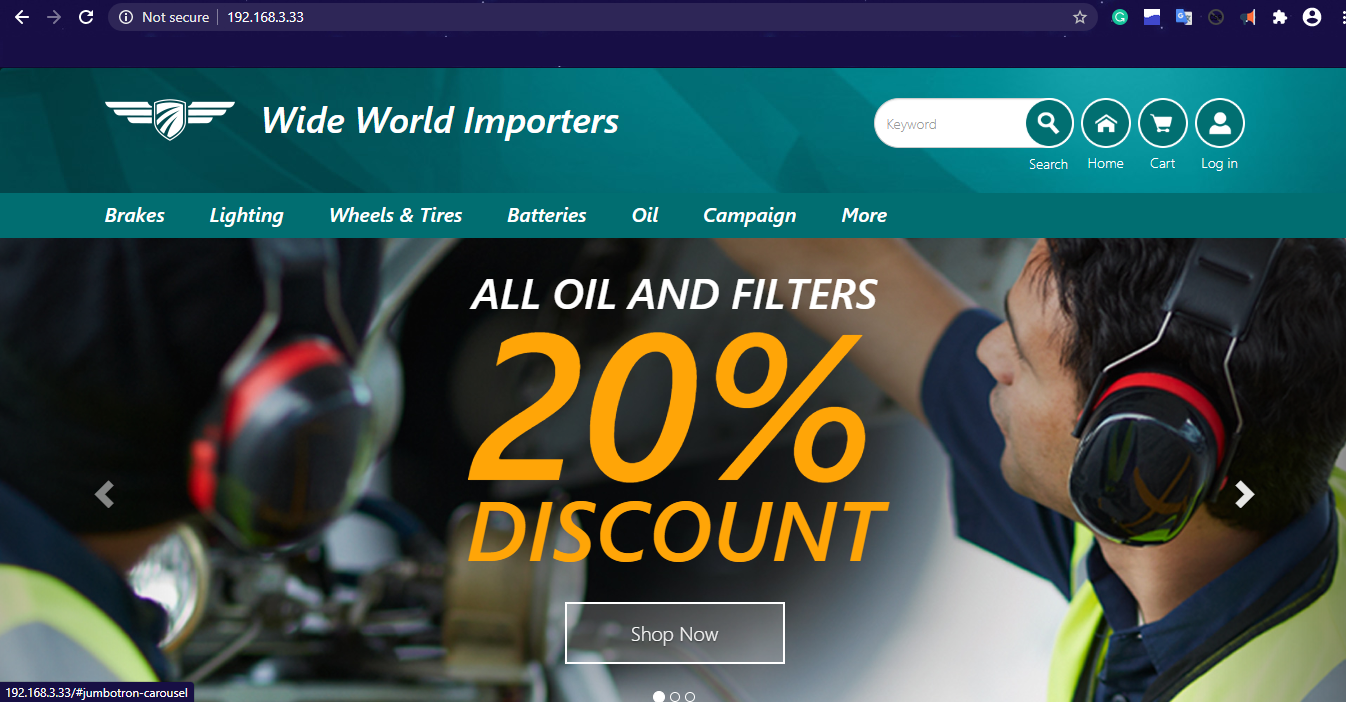 Not secure 192.168.3.33
Wide World Importers
Keyword
Search Home Cart Log in
Brakes Lighting Wheels & Tires Batteries Oil Campaign More
ALL OIL AND FILTERS
20%
DISCOUNT
Shop Now
192.168.3.33/#jumbotron-carousel